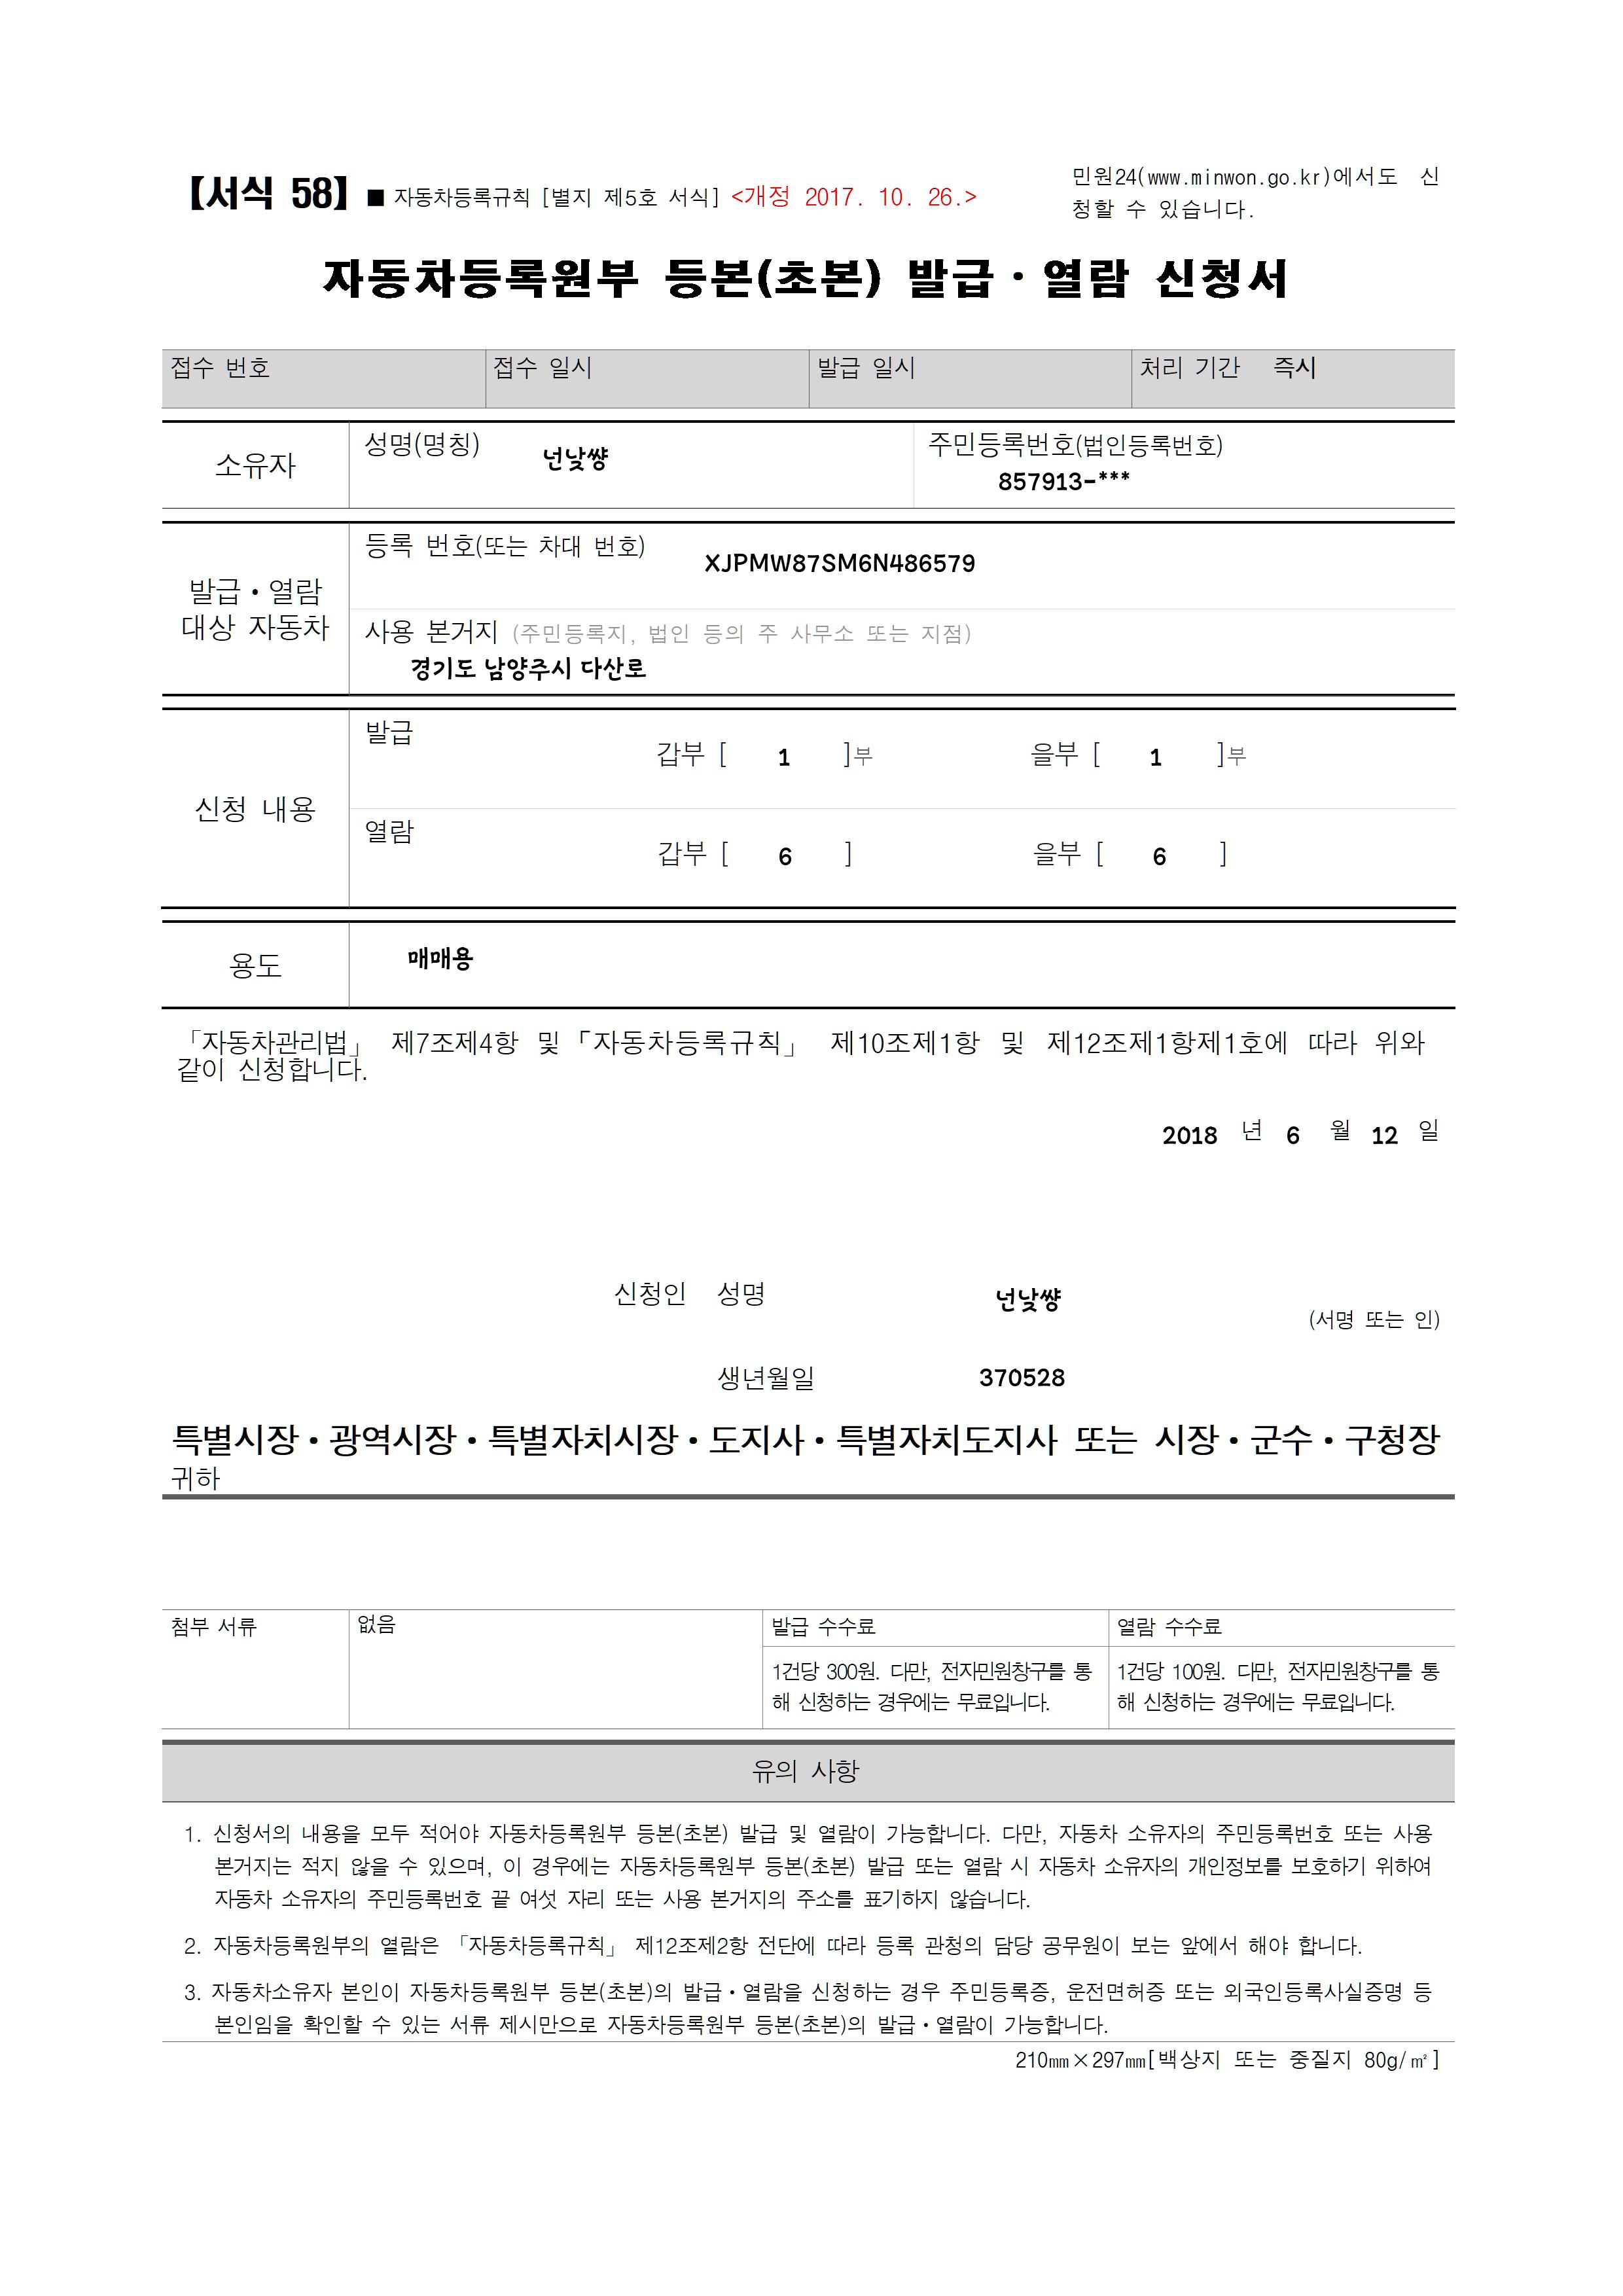 【서식 58】 ■ 자동차등록규칙 [별지 제5호 서식] <개정 2017. 10. 26.>
민원24(www.minwon.go.kr)에서도 신
청할 수 있습니다.
자동차등록원부 등본(초본) 발급·열람 신청서
접수 번호 접수 일시 발급 일시 처리 기간 즉시
소유자
성명(명칭) 넌낯썅
주민등록번호(법인등록번호)
857913-***
발급·열람
대상 자동차
등록 번호(또는 차대 번호) XJPMW87SM6N486579
사용 본거지 (주민등록지, 법인 등의 주 사무소 또는 지점)
경기도 남양주시 다산로
신청 내용
발급
갑부 [ 1 ]부 을부 [ 1 ]부
열람
갑부 [ 6 ] 을부 [ 6 ]
용도 매매용
「자동차관리법」 제7조제4항 및 「자동차등록규칙」 제10조제1항 및 제12조제1항제1호에 따라 위와
같이 신청합니다.
2018 년 6 월 12 일
신청인 성명 넌낯썅
(서명 또는 인)
생년월일 370528
특별시장·광역시장·특별자치시장·도지사·특별자치도지사 또는 시장·군수·구청장
귀하
첨부 서류 없음 발급 수수료 열람 수수료
1건당 300원. 다만, 전자민원창구를 통
해 신청하는 경우에는 무료입니다.
1건당 100원. 다만, 전자민원창구를 통
해 신청하는 경우에는 무료입니다.
유의 사항
1. 신청서의 내용을 모두 적어야 자동차등록원부 등본(초본) 발급 및 열람이 가능합니다. 다만, 자동차 소유자의 주민등록번호 또는 사용
본거지는 적지 않을 수 있으며, 이 경우에는 자동차등록원부 등본(초본) 발급 또는 열람 시 자동차 소유자의 개인정보를 보호하기 위하여
자동차 소유자의 주민등록번호 끝 여섯 자리 또는 사용 본거지의 주소를 표기하지 않습니다.
2. 자동차등록원부의 열람은 「자동차등록규칙」 제12조제2항 전단에 따라 등록 관청의 담당 공무원이 보는 앞에서 해야 합니다.
3. 자동차소유자 본인이 자동차등록원부 등본(초본)의 발급·열람을 신청하는 경우 주민등록증, 운전면허증 또는 외국인등록사실증명 등
본인임을 확인할 수 있는 서류 제시만으로 자동차등록원부 등본(초본)의 발급·열람이 가능합니다.
210㎜×297㎜[백상지 또는 중질지 80g/㎡]